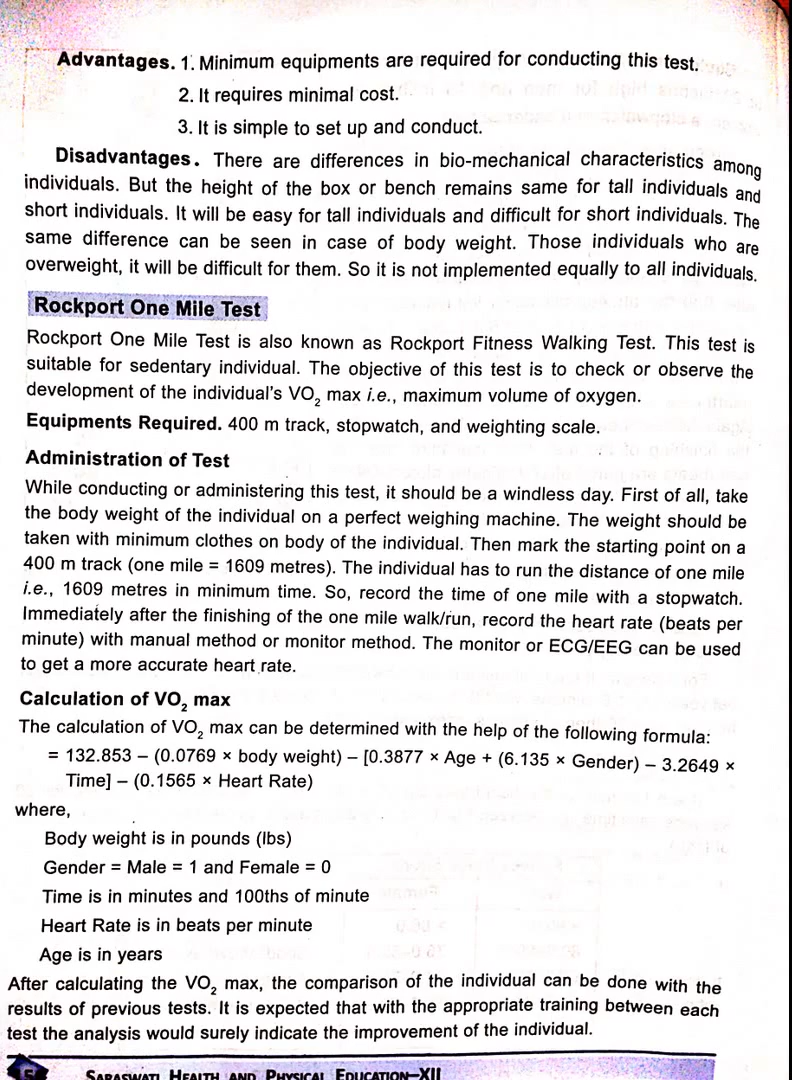 Advantages. 1. Minimum equipments are required for conducting this test.
2. It requires minimal cost.
3. It is simple to set up and conduct.
Disadvantages. There are differences in bio-mechanical characteristics among
individuals. But the height of the box or bench remains same for tall individuals and
short individuals. It will be easy for tall individuals and difficult for short individuals. The
same difference can be seen in case of body weight. Those individuals who are
overweight, it will be difficult for them. So it is not implemented equally to all individuals.
Rockport One Mile Test
Rockport One Mile Test is also known as Rockport Fitness Walking Test. This test is
suitable for sedentary individual. The objective of this test is to check or observe the
development of the individual's VO₂ max i.e., maximum volume of oxygen.
Equipments Required. 400 m track, stopwatch, and weighting scale.
Administration of Test
While conducting or administering this test, it should be a windless day. First of all, take
the body weight of the individual on a perfect weighing machine. The weight should be
taken with minimum clothes on body of the individual. Then mark the starting point on a
400 m track (one mile = 1609 metres). The individual has to run the distance of one mile
i.e., 1609 metres in minimum time. So, record the time of one mile with a stopwatch.
Immediately after the finishing of the one mile walk/run, record the heart rate (beats per
minute) with manual method or monitor method. The monitor or ECG/EEG can be used
to get a more accurate heart rate.
Calculation of VO₂ max
The calculation of VO₂ max can be determined with the help of the following formula:
= 132.853 – (0.0769 × body weight) – [0.3877 × Age + (6.135 × Gender) – 3.2649 ×
Time] – (0.1565 × Heart Rate)
where,
Body weight is in pounds (lbs)
Gender = Male = 1 and Female = 0
Time is in minutes and 100ths of minute
Heart Rate is in beats per minute
Age is in years
After calculating the VO₂ max, the comparison of the individual can be done with the
results of previous tests. It is expected that with the appropriate training between each
test the analysis would surely indicate the improvement of the individual.
SARASWATI HEALTH AND PHYSICAL EDUCATION–XII